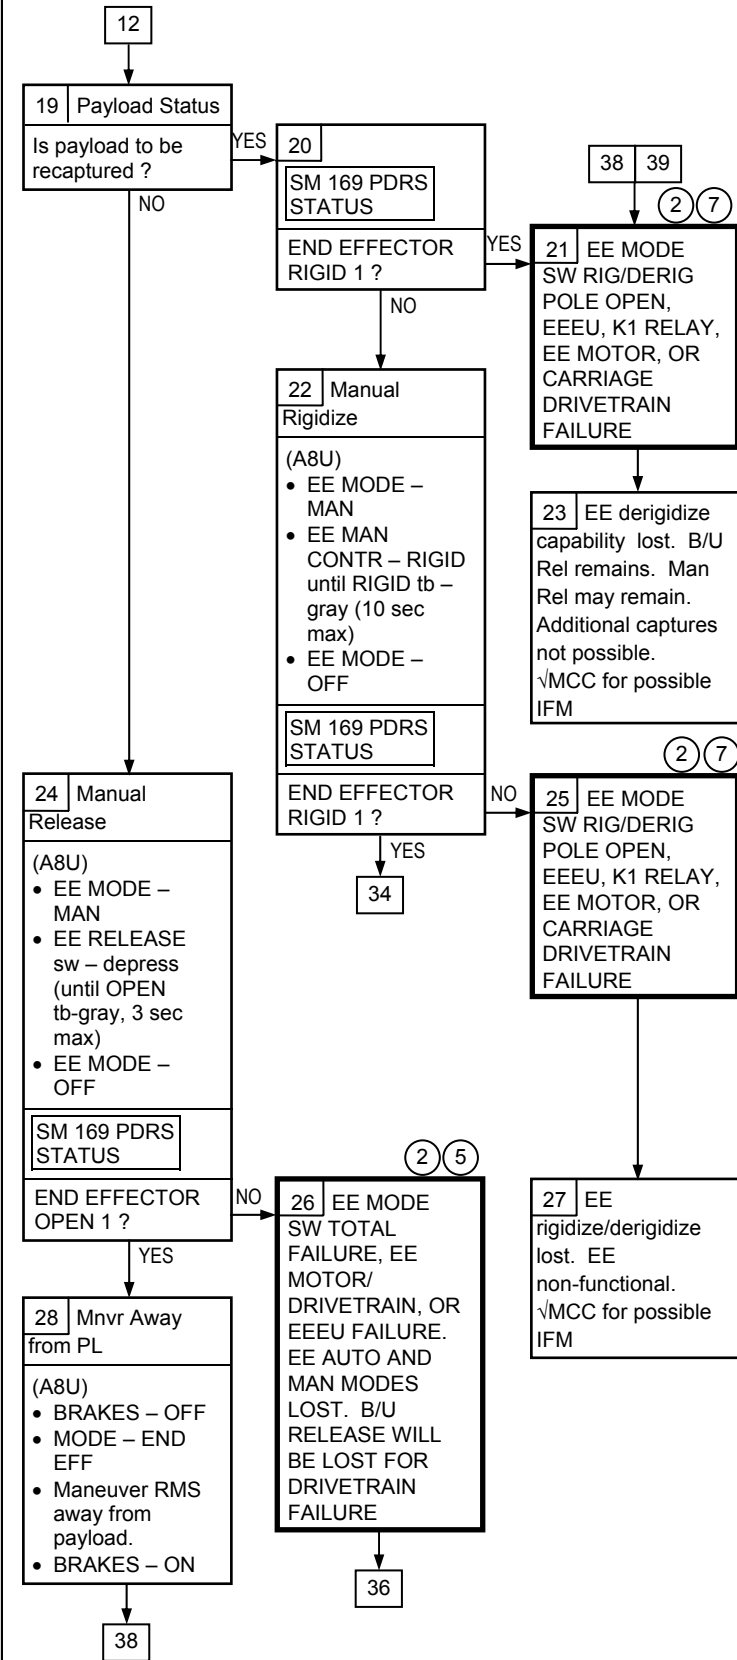 12
19 Payload Status
Is payload to be
recaptured ?
YES
NO
20
SM 169 PDRS
STATUS
END EFFECTOR
RIGID 1 ?
YES
NO
38 39
2 7
21 EE MODE
SW RIG/DERIG
POLE OPEN,
EEEU, K1 RELAY,
EE MOTOR, OR
CARRIAGE
DRIVETRAIN
FAILURE
22 Manual
Rigidize
(A8U)
• EE MODE –
MAN
• EE MAN
CONTR – RIGID
until RIGID tb –
gray (10 sec
max)
• EE MODE –
OFF
SM 169 PDRS
STATUS
END EFFECTOR
RIGID 1 ?
NO
YES
34
23 EE derigidize
capability lost. B/U
Rel remains. Man
Rel may remain.
Additional captures
not possible.
√MCC for possible
IFM
2 7
25 EE MODE
SW RIG/DERIG
POLE OPEN,
EEEU, K1 RELAY,
EE MOTOR, OR
CARRIAGE
DRIVETRAIN
FAILURE
24 Manual
Release
(A8U)
• EE MODE –
MAN
• EE RELEASE
sw – depress
(until OPEN
tb-gray, 3 sec
max)
• EE MODE –
OFF
SM 169 PDRS
STATUS
END EFFECTOR
OPEN 1 ?
NO
YES
2 5
26 EE MODE
SW TOTAL
FAILURE, EE
MOTOR/
DRIVETRAIN, OR
EEEU FAILURE.
EE AUTO AND
MAN MODES
LOST. B/U
RELEASE WILL
BE LOST FOR
DRIVETRAIN
FAILURE
36
27 EE
rigidize/derigidize
lost. EE
non-functional.
√MCC for possible
IFM
28 Mnvr Away
from PL
(A8U)
• BRAKES – OFF
• MODE – END
EFF
• Maneuver RMS
away from
payload.
• BRAKES – ON
38